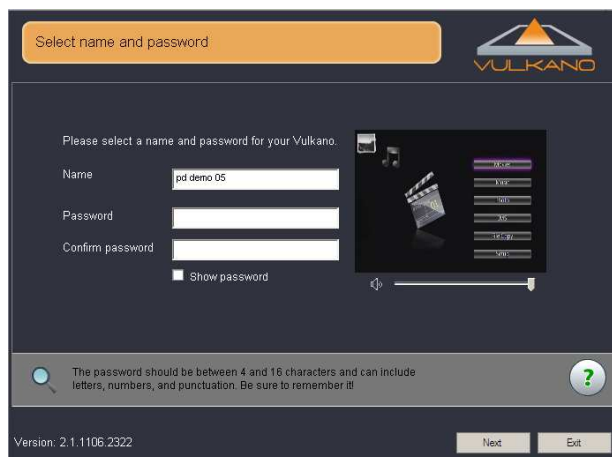 Select name and password
VULKANO
Please select a name and password for your Vulkano.
Name
pd demo 05
Password
Confirm password
Show password
The password should be between 4 and 16 characters and can include
letters, numbers, and punctuation. Be sure to remember it!
?
Version: 2.1.1106.2322
Next
Exit